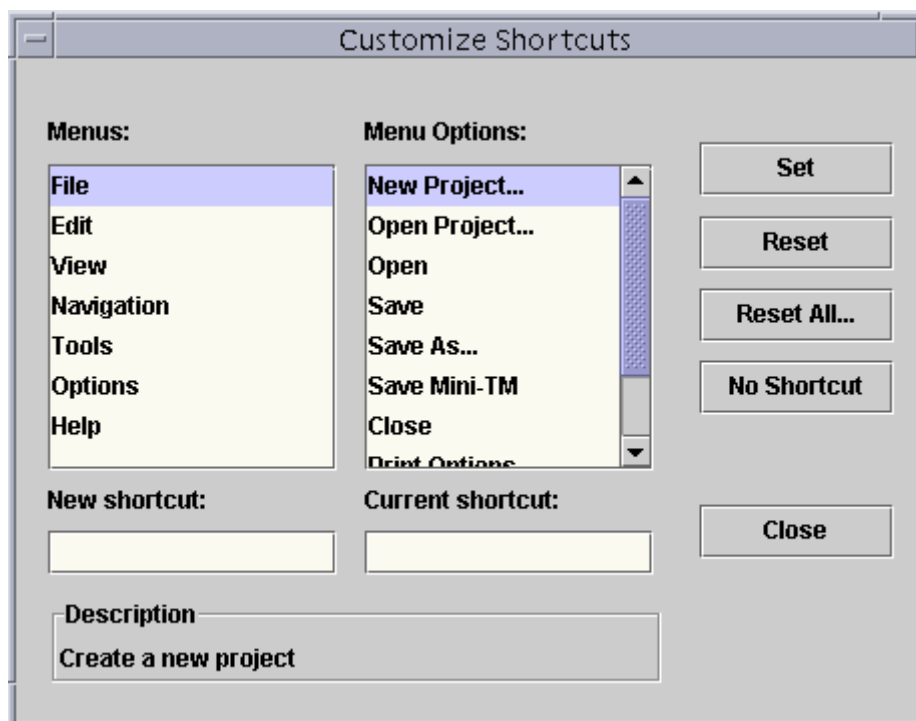 Customize Shortcuts
Menus:
File
Edit
View
Navigation
Tools
Options
Help
Menu Options:
New Project...
Open Project...
Open
Save
Save As...
Save Mini-TM
Close
Print Options
Set
Reset
Reset All...
No Shortcut
New shortcut:
Current shortcut:
Close
Description
Create a new project